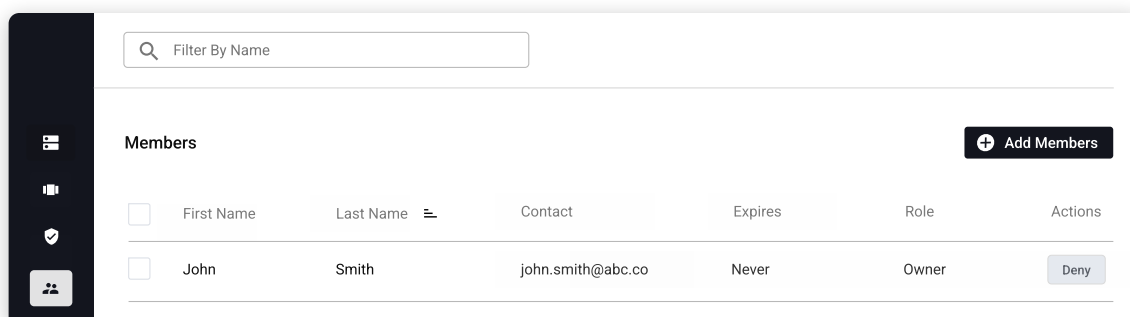 Filter By Name
Members
Add Members
First Name Last Name Contact Expires Role Actions
John Smith john.smith@abc.co Never Owner Deny